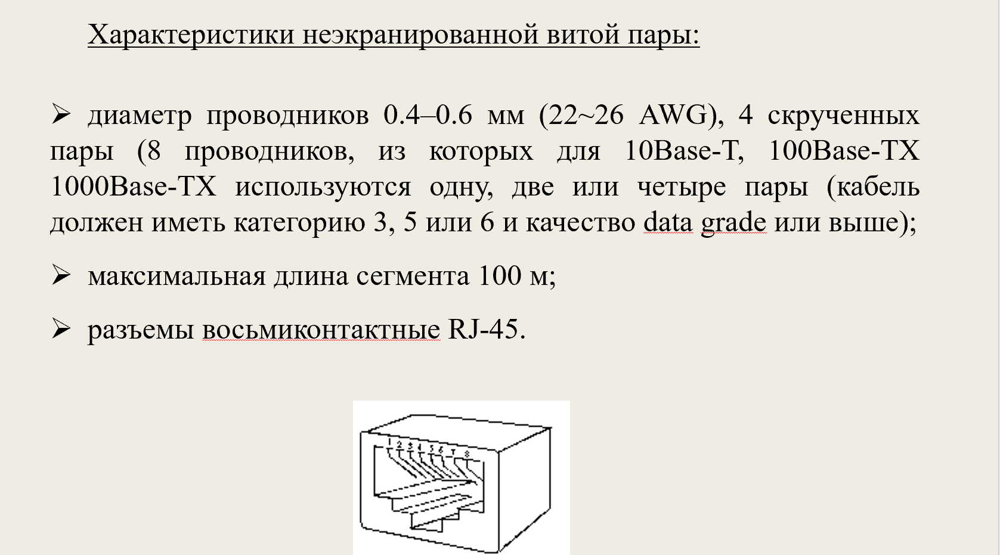 Характеристики неэкранированной витой пары:
➢ диаметр проводников 0.4–0.6 мм (22~26 AWG), 4 скрученных
пары (8 проводников, из которых для 10Base-T, 100Base-TX
1000Base-TX используются одну, две или четыре пары (кабель
должен иметь категорию 3, 5 или 6 и качество data grade или выше);
➢ максимальная длина сегмента 100 м;
➢ разъемы восьмиконтактные RJ-45.
1 2 3 4 5 6 7 8